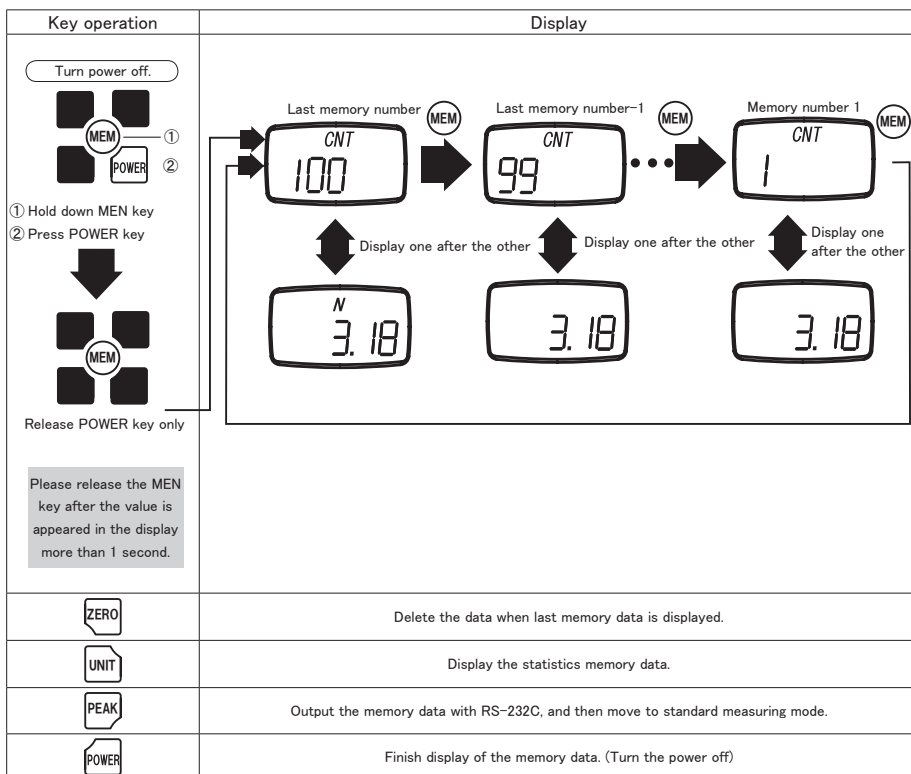 Key operation
Display
Turn power off.
MEM
①
POWER
②
① Hold down MEN key
② Press POWER key
MEM
Release POWER key only
Please release the MEN
key after the value is
appeared in the display
more than 1 second.
Last memory number
MEM
Last memory number-1
MEM
Memory number 1
MEM
CNT
100
CNT
99
CNT
1
Display one after the other
Display one after the other
Display one
after the other
N
3.18
3.18
3.18
ZERO
Delete the data when last memory data is displayed.
UNIT
Display the statistics memory data.
PEAK
Output the memory data with RS-232C, and then move to standard measuring mode.
POWER
Finish display of the memory data. (Turn the power off)